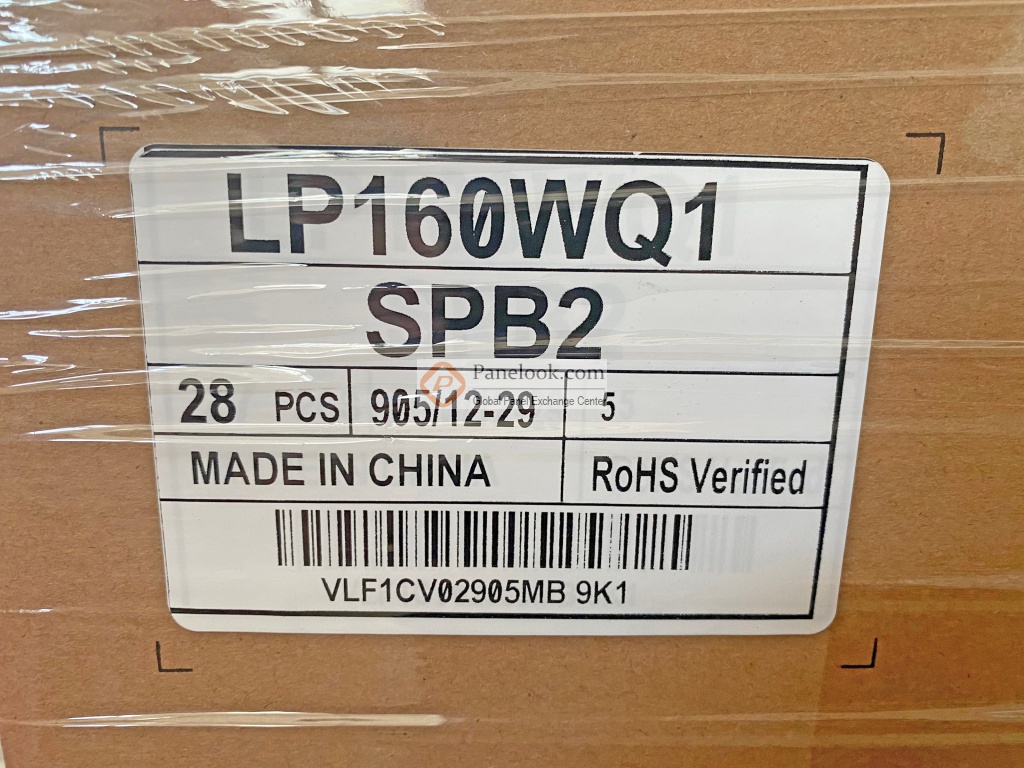 LP160WQ1
SPB2
Panelook.com
Global Panel Exchange Center
28 PCS 905/12-29 5
MADE IN CHINA RoHS Verified
VLF1CV02905MB 9K1